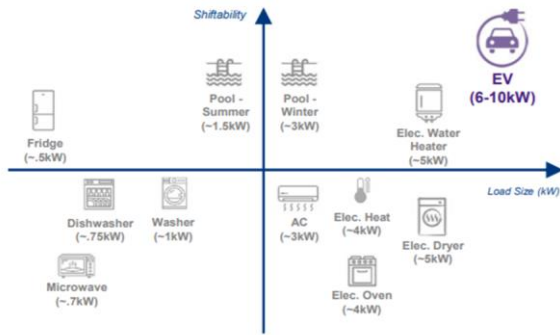 Shiftability
EV
(6-10kW)
Pool -
Summer
(~1.5kW)
Pool -
Winter
(~3kW)
Fridge
(~.5kW)
Elec. Water
Heater
(~5kW)
Load Size (kW)
Dishwasher
(~.75kW)
Washer
(~1kW)
AC
(~3kW)
Elec. Heat
(~4kW)
Elec. Dryer
(~5kW)
Microwave
(~.7kW)
Elec. Oven
(~4kW)